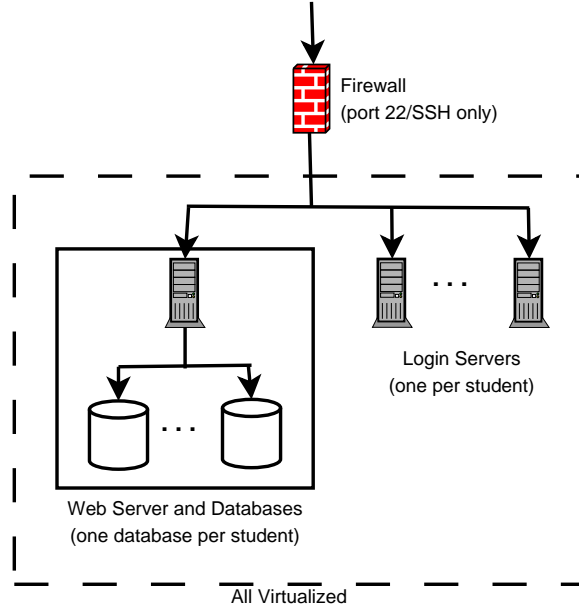 Firewall
(port 22/SSH only)
. . .
Login Servers
(one per student)
. . .
Web Server and Databases
(one database per student)
All Virtualized